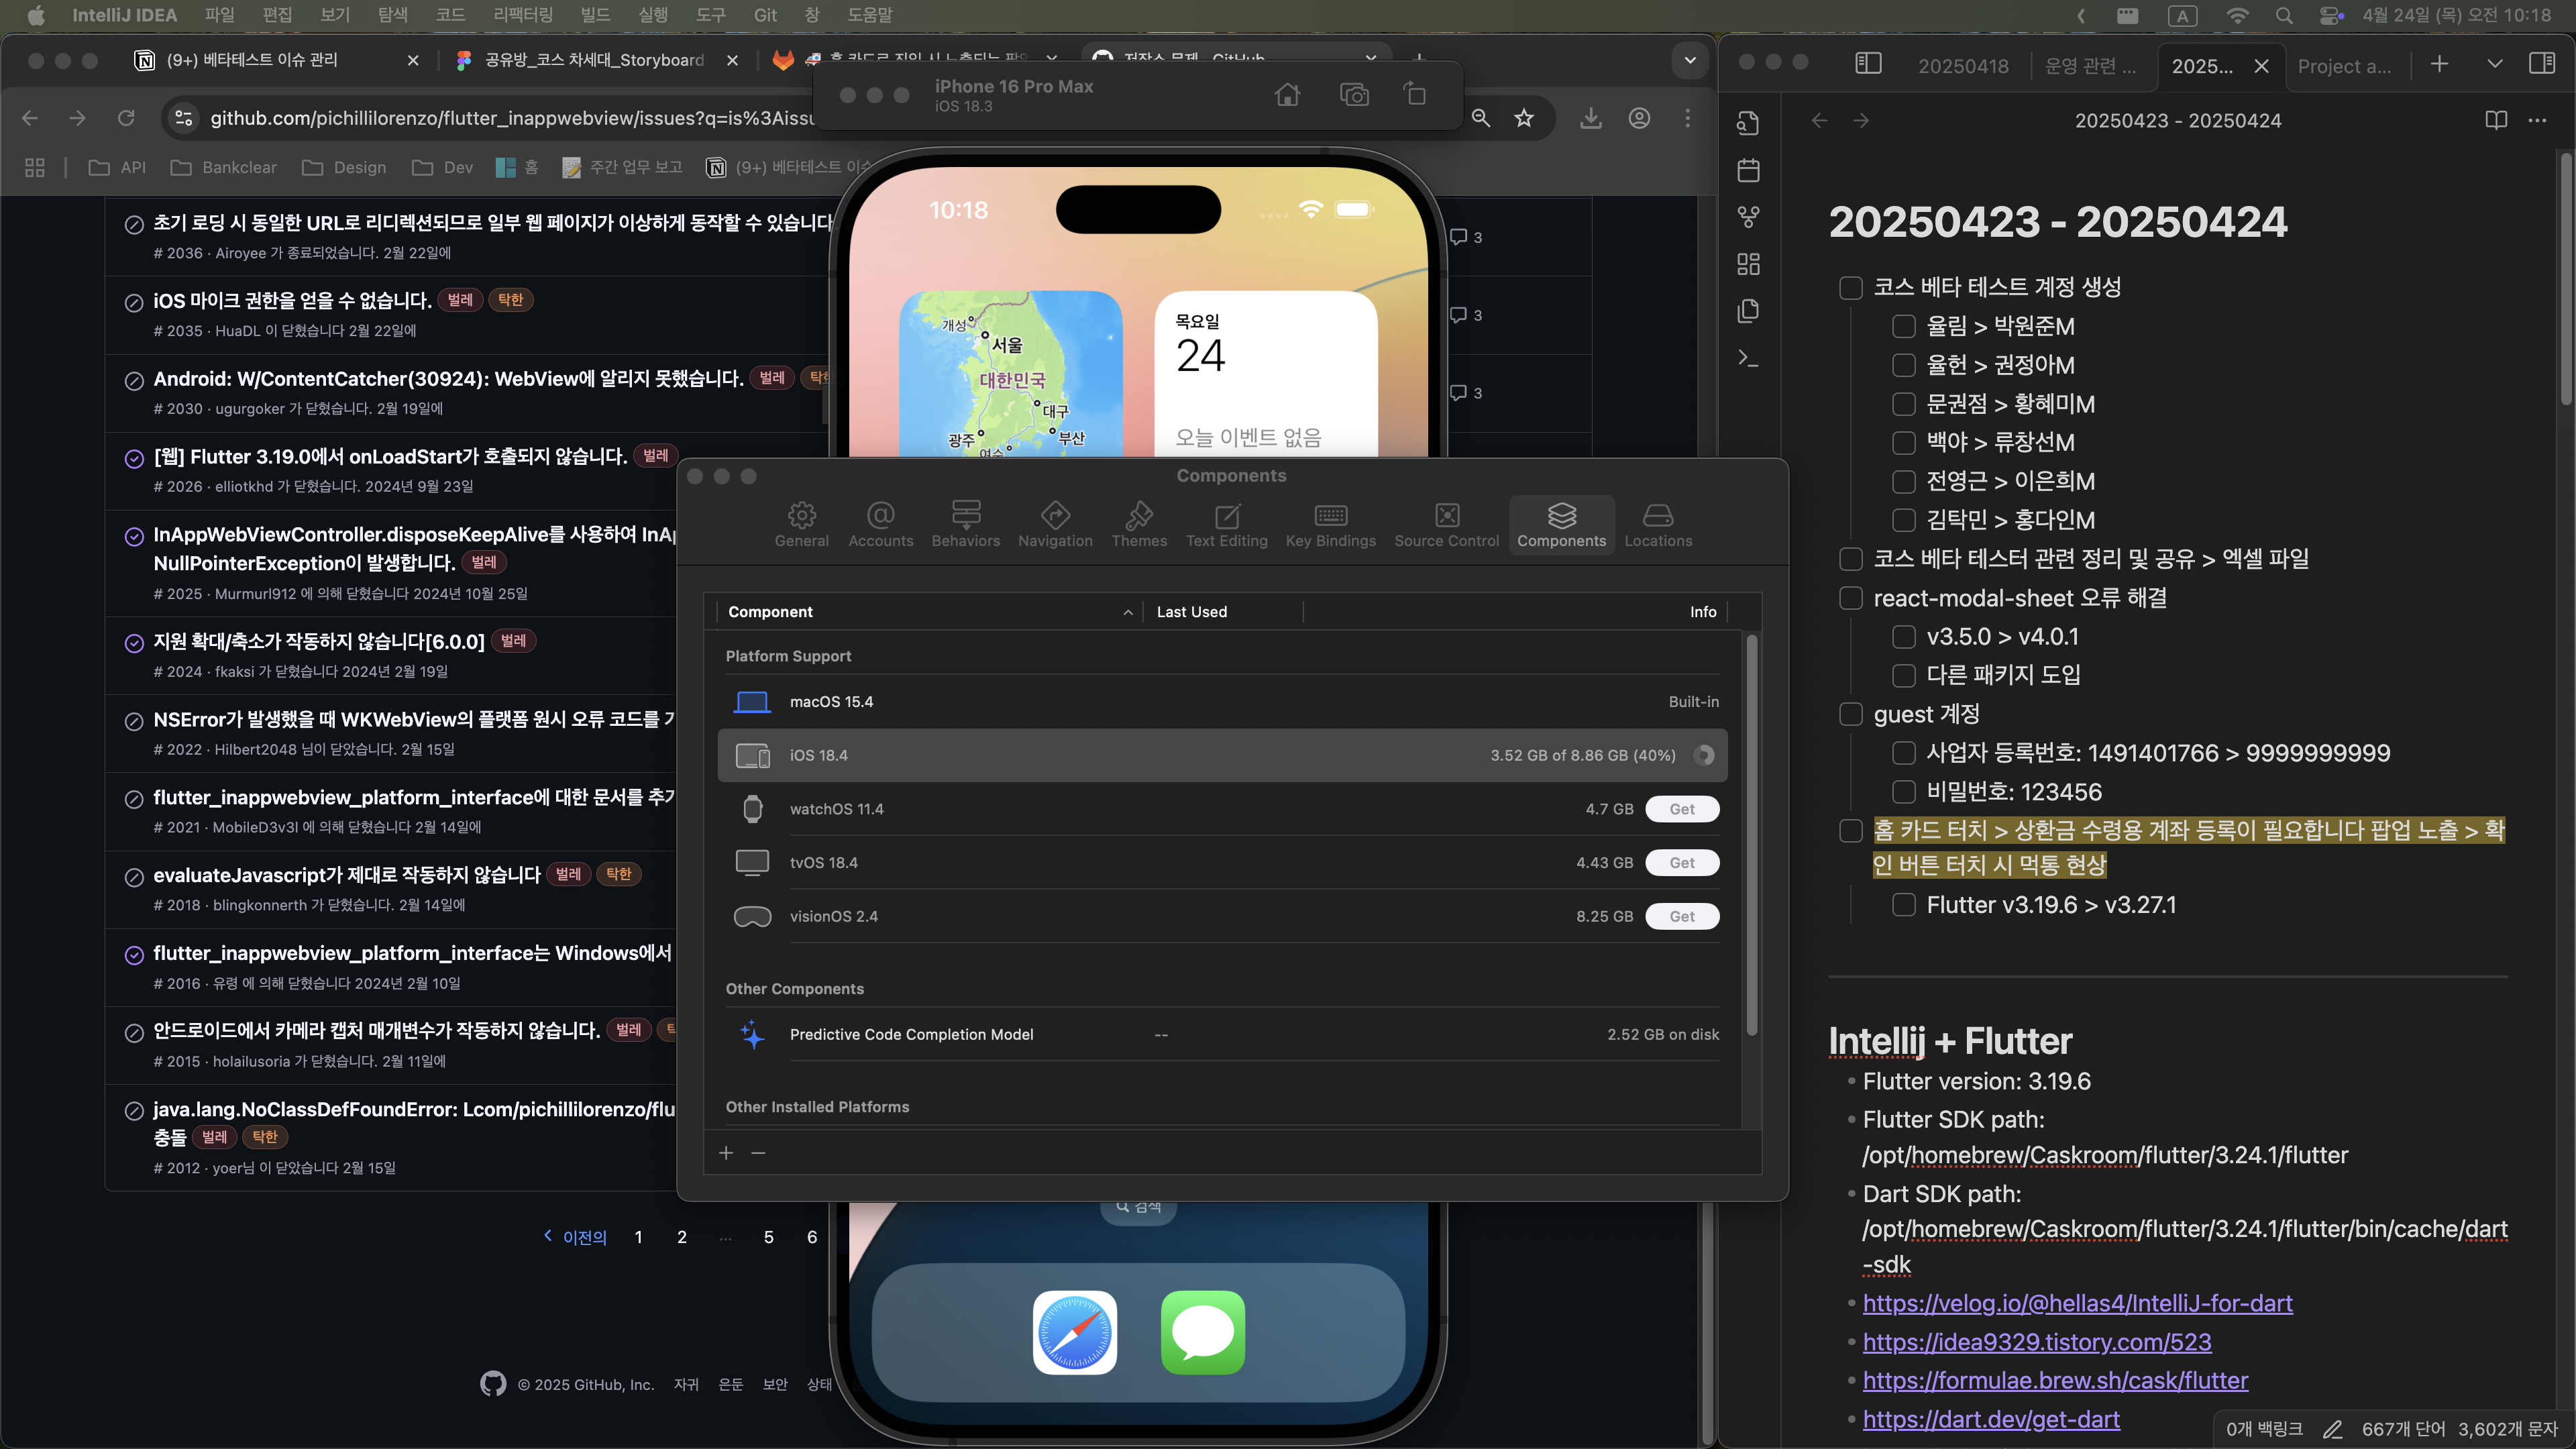 IntelliJ IDEA 파일 편집 보기 탐색 코드 리팩터링 빌드 실행 도구 Git 창 도움말
A 4월 24일 (목) 오전 10:18
(9+) 베타테스트 이슈 관리
공유방_코스 차세대_Storyboard
github.com/pichillilorenzo/flutter_inappwebview/issues?q=is%3Aissu
API Bankclear Design Dev 홈 주간 업무 보고 (9+) 베타테스트 이슈
초기 로딩 시 동일한 URL로 리디렉션되므로 일부 웹 페이지가 이상하게 동작할 수 있습니다
# 2036 · Airoyee 가 종료되었습니다. 2월 22일에
3
iOS 마이크 권한을 얻을 수 없습니다. 벌레 탁한
# 2035 · HuaDL 이 닫혔습니다 2월 22일에
3
Android: W/ContentCatcher(30924): WebView에 알리지 못했습니다. 벌레
# 2030 · ugurgoker 가 닫혔습니다. 2월 19일에
3
[웹] Flutter 3.19.0에서 onLoadStart가 호출되지 않습니다. 벌레
# 2026 · elliotkhd 가 닫혔습니다. 2024년 9월 23일
InAppWebViewController.disposeKeepAlive를 사용하여
NullPointerException이 발생합니다. 벌레
# 2025 · Murmurl912 에 의해 닫혔습니다 2024년 10월 25일
지원 확대/축소가 작동하지 않습니다[6.0.0] 벌레
# 2024 · fkaksi 가 닫혔습니다 2024년 2월 19일
NSError가 발생했을 때 WKWebView의 플랫폼 원시 오류 코드를
# 2022 · Hilbert2048 님이 닫았습니다. 2월 15일
flutter_inappwebview_platform_interface에 대한 문서를
# 2021 · MobileD3v3l 에 의해 닫혔습니다 2월 14일에
evaluateJavascript가 제대로 작동하지 않습니다 벌레 탁한
# 2018 · blingkonnerth 가 닫혔습니다. 2월 14일에
flutter_inappwebview_platform_interface는 Windows에서
# 2016 · 유령 에 의해 닫혔습니다 2024년 2월 10일
안드로이드에서 카메라 캡처 매개변수가 작동하지 않습니다. 벌레
# 2015 · holailusoria 가 닫혔습니다. 2월 11일에
java.lang.NoClassDefFoundError: Lcom/pichillilorenzo/flu
충돌 벌레 탁한
# 2012 · yoer님 이 닫았습니다 2월 15일
이전의 1 2 ... 5 6
© 2025 GitHub, Inc. 자귀 은둔 보안 상태
iPhone 16 Pro Max
iOS 18.3
10:18
개성
서울
대한민국
대구
광주
부산
목요일
24
오늘 이벤트 없음
검색
Components
General Accounts Behaviors Navigation Themes Text Editing Key Bindings Source Control Components Locations
Component Last Used Info
Platform Support
macOS 15.4 Built-in
iOS 18.4 3.52 GB of 8.86 GB (40%)
watchOS 11.4 4.7 GB Get
tvOS 18.4 4.43 GB Get
visionOS 2.4 8.25 GB Get
Other Components
Predictive Code Completion Model -- 2.52 GB on disk
Other Installed Platforms
20250418 운영 관련 ... 2025... Project a...
20250423 - 20250424
20250423 - 20250424
코스 베타 테스트 계정 생성
율림 > 박원준M
율헌 > 권정아M
문권점 > 황혜미M
백야 > 류창선M
전영근 > 이은희M
김탁민 > 홍다인M
코스 베타 테스터 관련 정리 및 공유 > 엑셀 파일
react-modal-sheet 오류 해결
v3.5.0 > v4.0.1
다른 패키지 도입
guest 계정
사업자 등록번호: 1491401766 > 9999999999
비밀번호: 123456
홈 카드 터치 > 상환금 수령용 계좌 등록이 필요합니다 팝업 노출 > 확
인 버튼 터치 시 먹통 현상
Flutter v3.19.6 > v3.27.1
Intellij + Flutter
Flutter version: 3.19.6
Flutter SDK path:
/opt/homebrew/Caskroom/flutter/3.24.1/flutter
Dart SDK path:
/opt/homebrew/Caskroom/flutter/3.24.1/flutter/bin/cache/dart
-sdk
https://velog.io/@hellas4/IntelliJ-for-dart
https://idea9329.tistory.com/523
https://formulae.brew.sh/cask/flutter
https://dart.dev/get-dart
0개 백링크 667개 단어 3,602개 문자